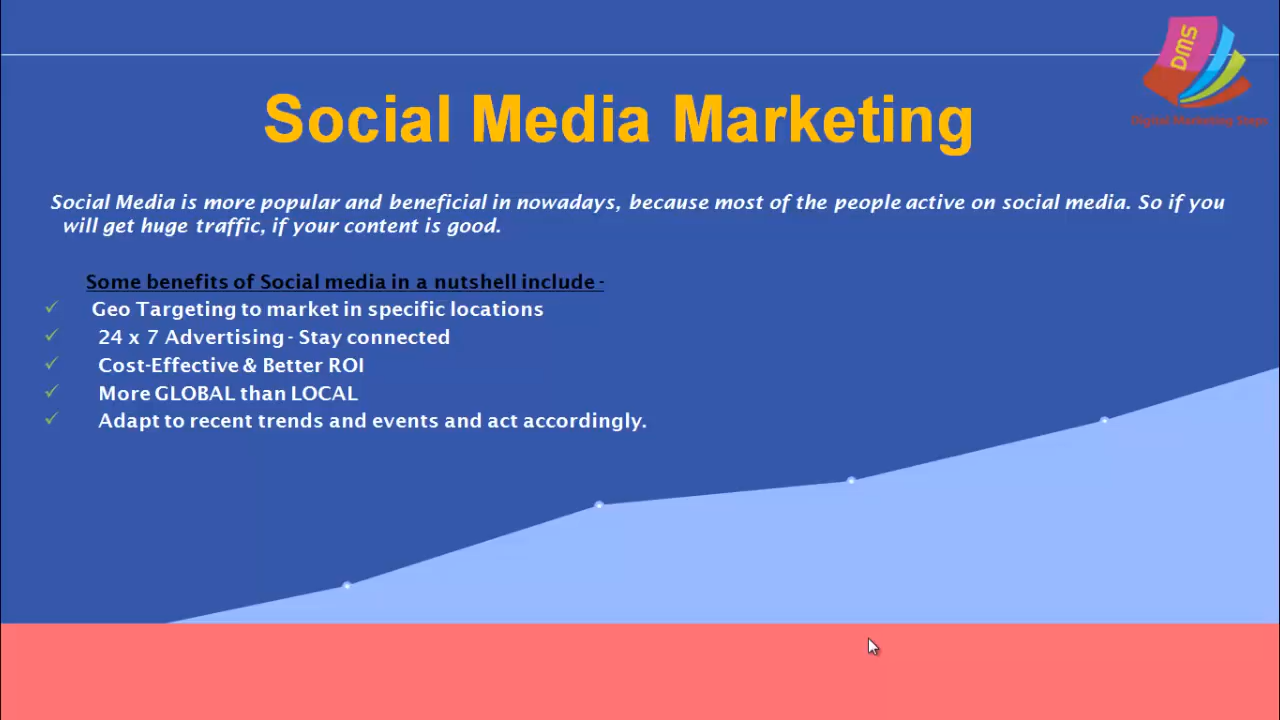 DMS
Digital Marketing Steps
Social Media Marketing
Social Media is more popular and beneficial in nowadays, because most of the people active on social media. So if you
will get huge traffic, if your content is good.
Some benefits of Social media in a nutshell include -
Geo Targeting to market in specific locations
24 x 7 Advertising - Stay connected
Cost-Effective & Better ROI
More GLOBAL than LOCAL
Adapt to recent trends and events and act accordingly.